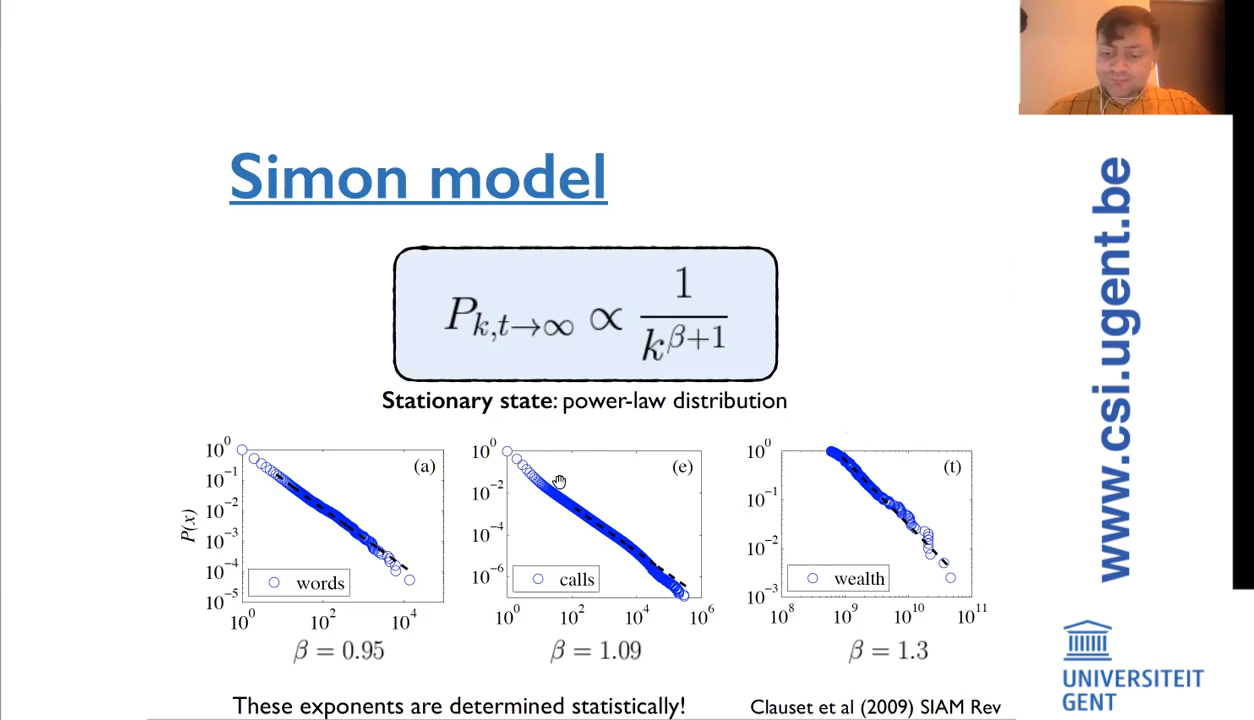 Simon model
P_{k,t→∞} ∝ 1/k^{β+1}
Stationary state: power-law distribution
10^0
10^{-1}
10^{-2}
10^{-3}
10^{-4}
10^{-5}
P(x)
(a)
words
10^0 10^2 10^4
β = 0.95
10^0
10^{-2}
10^{-4}
10^{-6}
(e)
calls
10^0 10^2 10^4 10^6
β = 1.09
10^0
10^{-1}
10^{-2}
10^{-3}
(t)
wealth
10^8 10^9 10^{10} 10^{11}
β = 1.3
These exponents are determined statistically!
Clauset et al (2009) SIAM Rev
www.csi.ugent.be
UNIVERSITEIT
GENT